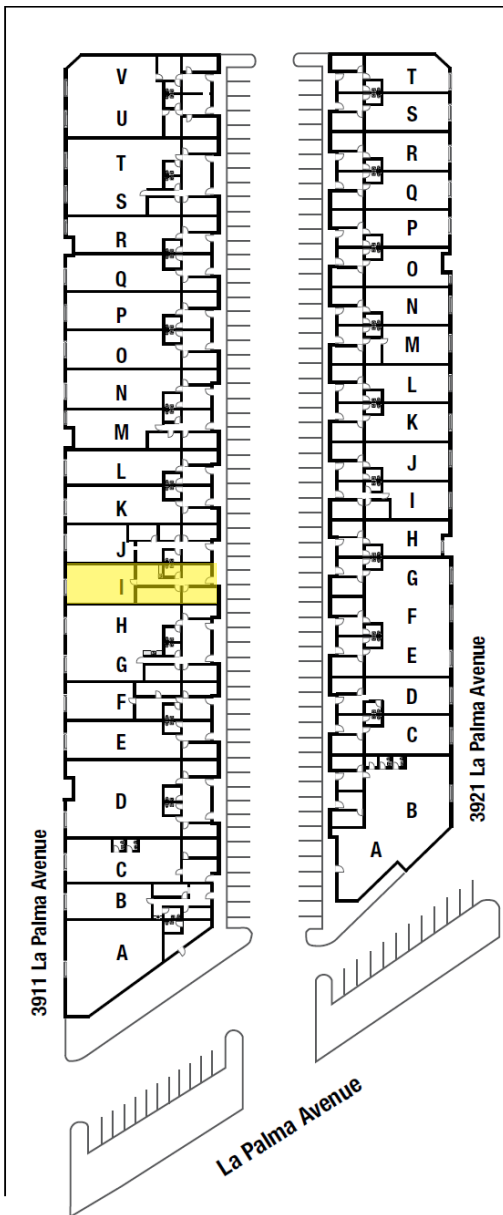 V
U
T
S
R
Q
P
O
N
M
L
K
J
I
H
G
F
E
D
C
B
A
3911 La Palma Avenue
T
S
R
Q
P
O
N
M
L
K
J
I
H
G
F
E
D
C
B
A
3921 La Palma Avenue
La Palma Avenue